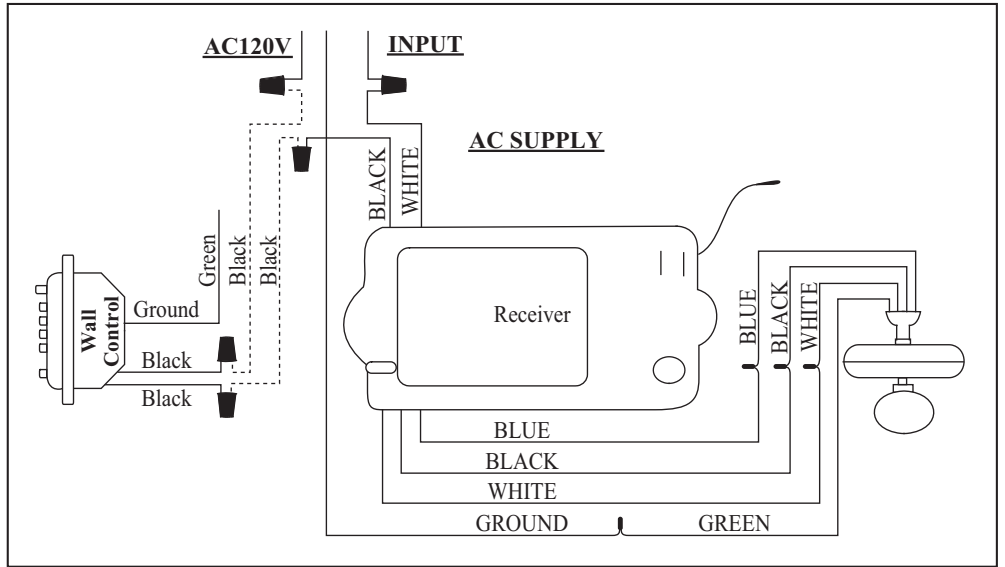 AC120V
INPUT
AC SUPPLY
BLACK
WHITE
Green
Black
Black
Wall
Control
Ground
Black
Black
Receiver
BLUE
BLACK
WHITE
BLUE
BLACK
WHITE
GROUND
GREEN